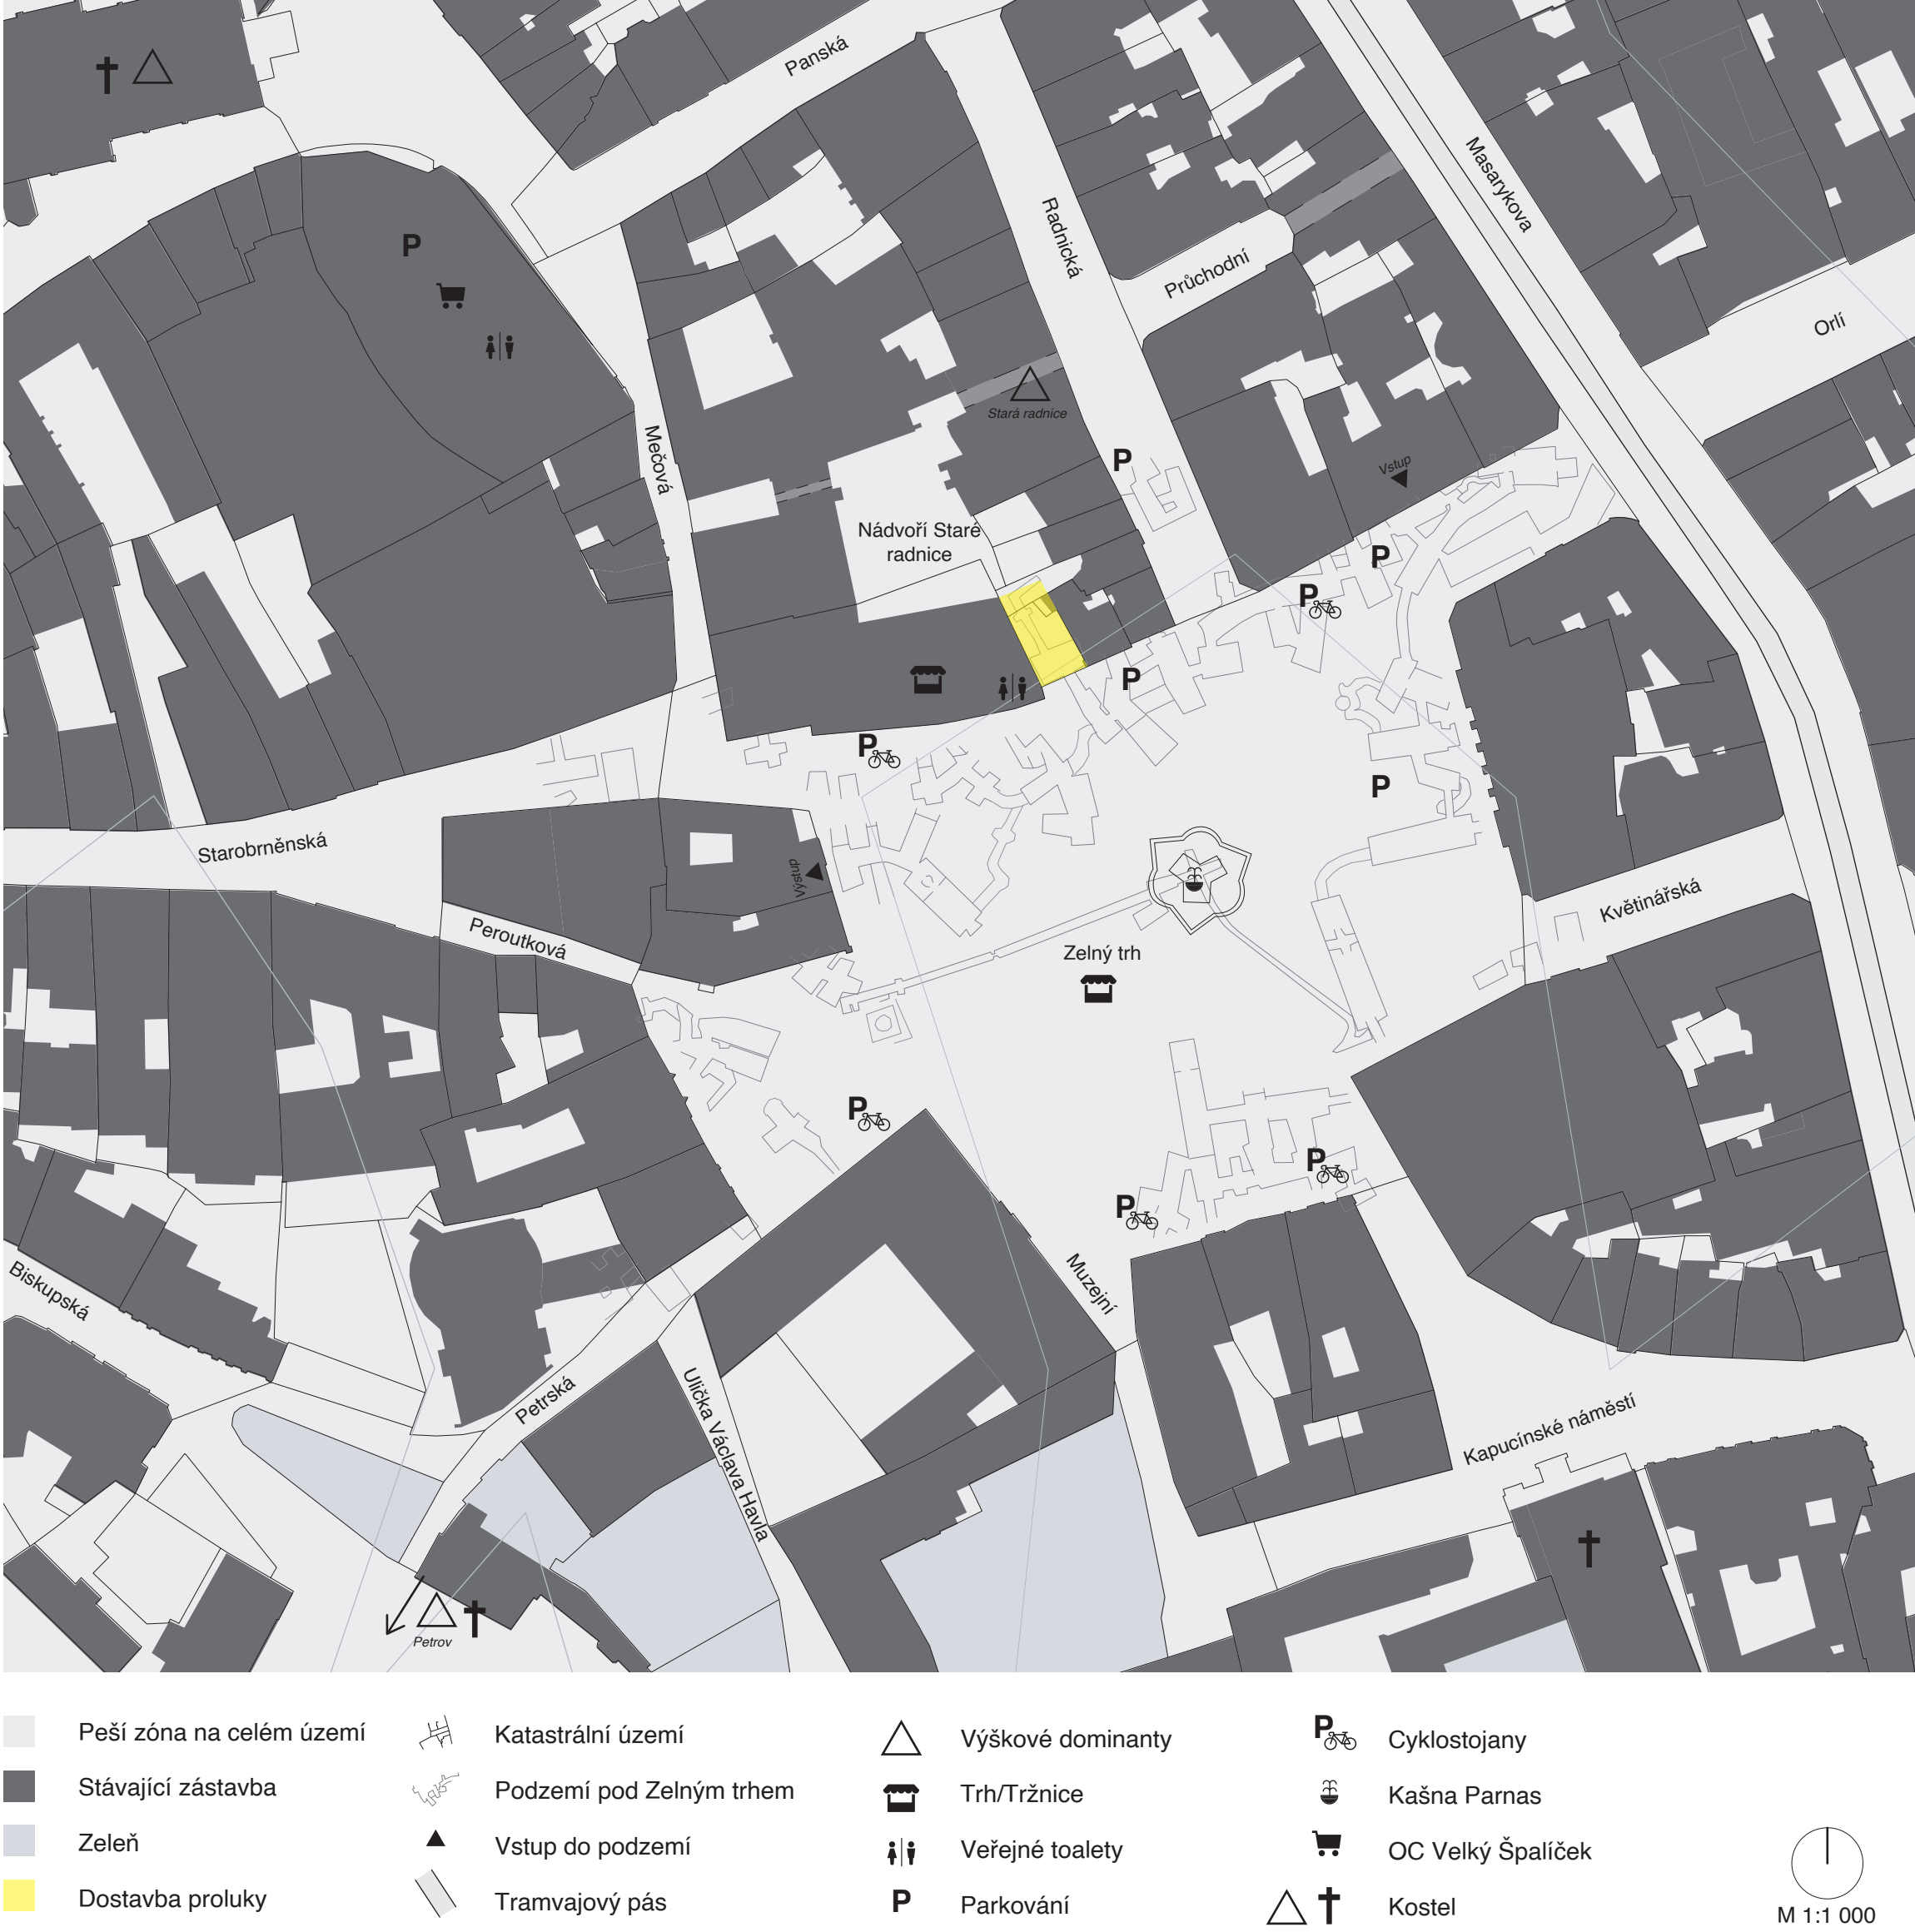 Panská
Masarykova
Radnická
Průchodní
P
Orlí
Stará radnice
Mečová
P
Vstup
Nádvoří Staré
radnice
P
P
P
P
P
Starobrněnská
Výstup
Květinářská
Peroutková
Zelný trh
P
P
P
Biskupská
Muzejní
Petrská
Ulička Václava Havla
Kapucínské náměstí
Petrov
Peší zóna na celém území
Katastrální území
Výškové dominanty
P
Cyklostojany
Stávající zástavba
Podzemí pod Zelným trhem
Trh/Tržnice
Kašna Parnas
Zeleň
Vstup do podzemí
Veřejné toalety
OC Velký Špalíček
Dostavba proluky
Tramvajový pás
P
Parkování
Kostel
M 1:1 000